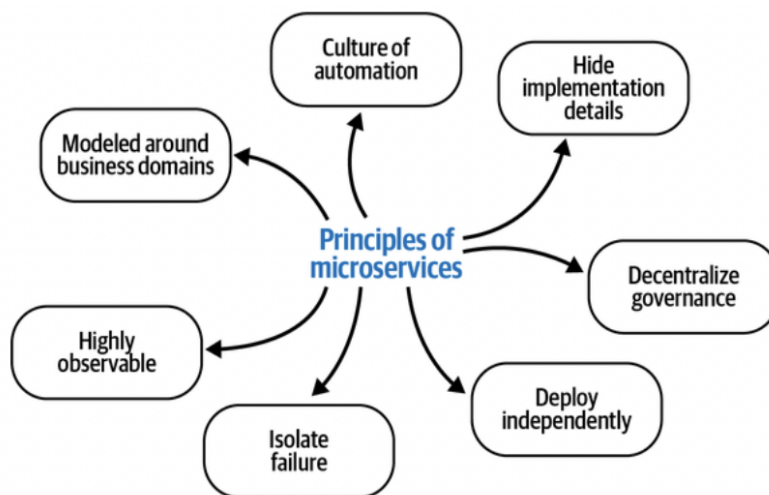 Culture of
automation
Hide
implementation
details
Modeled around
business domains
Principles of
microservices
Decentralize
governance
Highly
observable
Deploy
independently
Isolate
failure